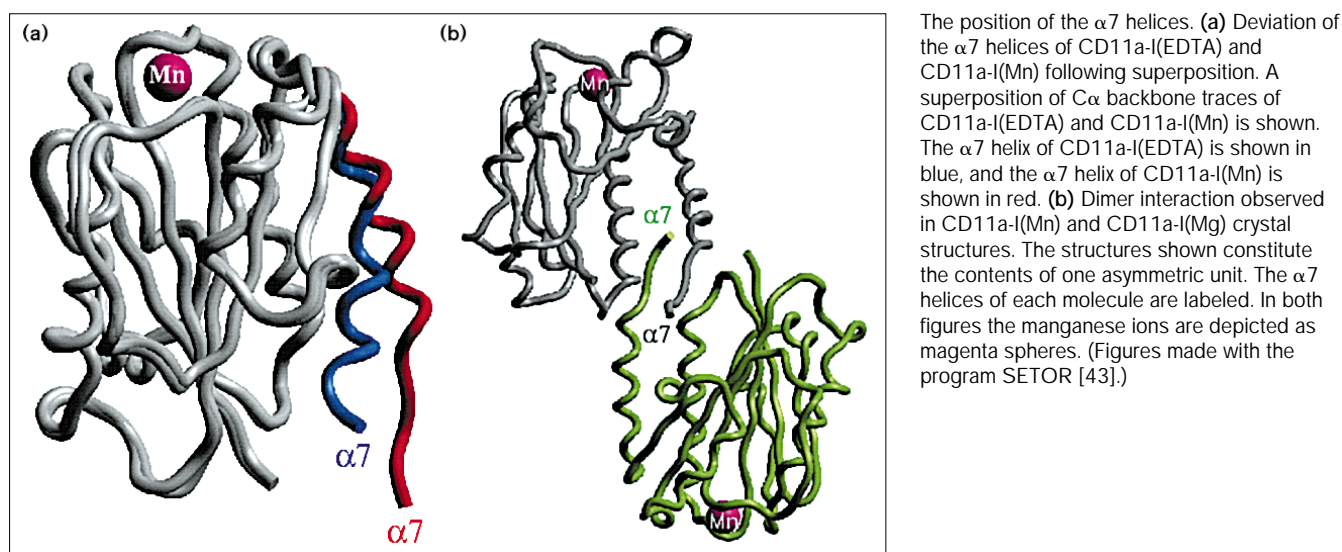 (a)
Mn
α7
α7
(b)
Mn
α7
α7
Mn
The position of the α7 helices. (a) Deviation of
the α7 helices of CD11a-I(EDTA) and
CD11a-I(Mn) following superposition. A
superposition of Cα backbone traces of
CD11a-I(EDTA) and CD11a-I(Mn) is shown.
The α7 helix of CD11a-I(EDTA) is shown in
blue, and the α7 helix of CD11a-I(Mn) is
shown in red. (b) Dimer interaction observed
in CD11a-I(Mn) and CD11a-I(Mg) crystal
structures. The structures shown constitute
the contents of one asymmetric unit. The α7
helices of each molecule are labeled. In both
figures the manganese ions are depicted as
magenta spheres. (Figures made with the
program SETOR [43].)